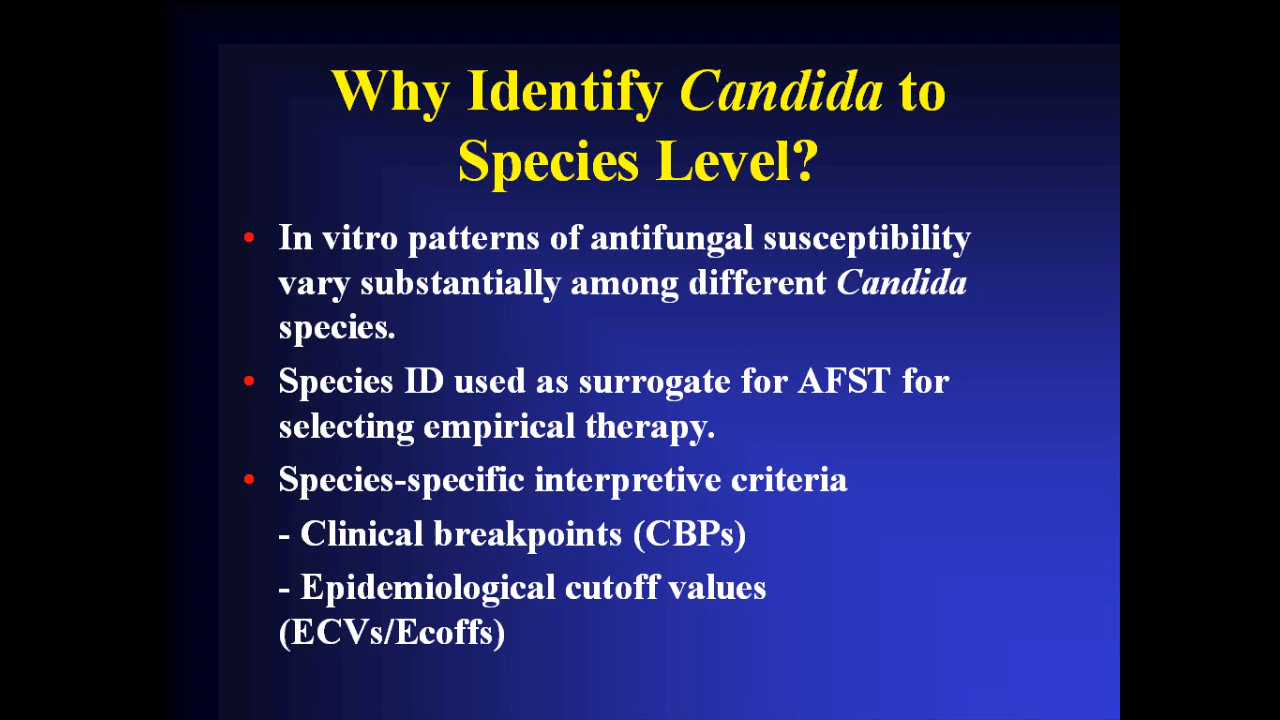 Why Identify Candida to
Species Level?
• In vitro patterns of antifungal susceptibility
vary substantially among different Candida
species.
• Species ID used as surrogate for AFST for
selecting empirical therapy.
• Species-specific interpretive criteria
- Clinical breakpoints (CBPs)
- Epidemiological cutoff values
(ECVs/Ecoffs)